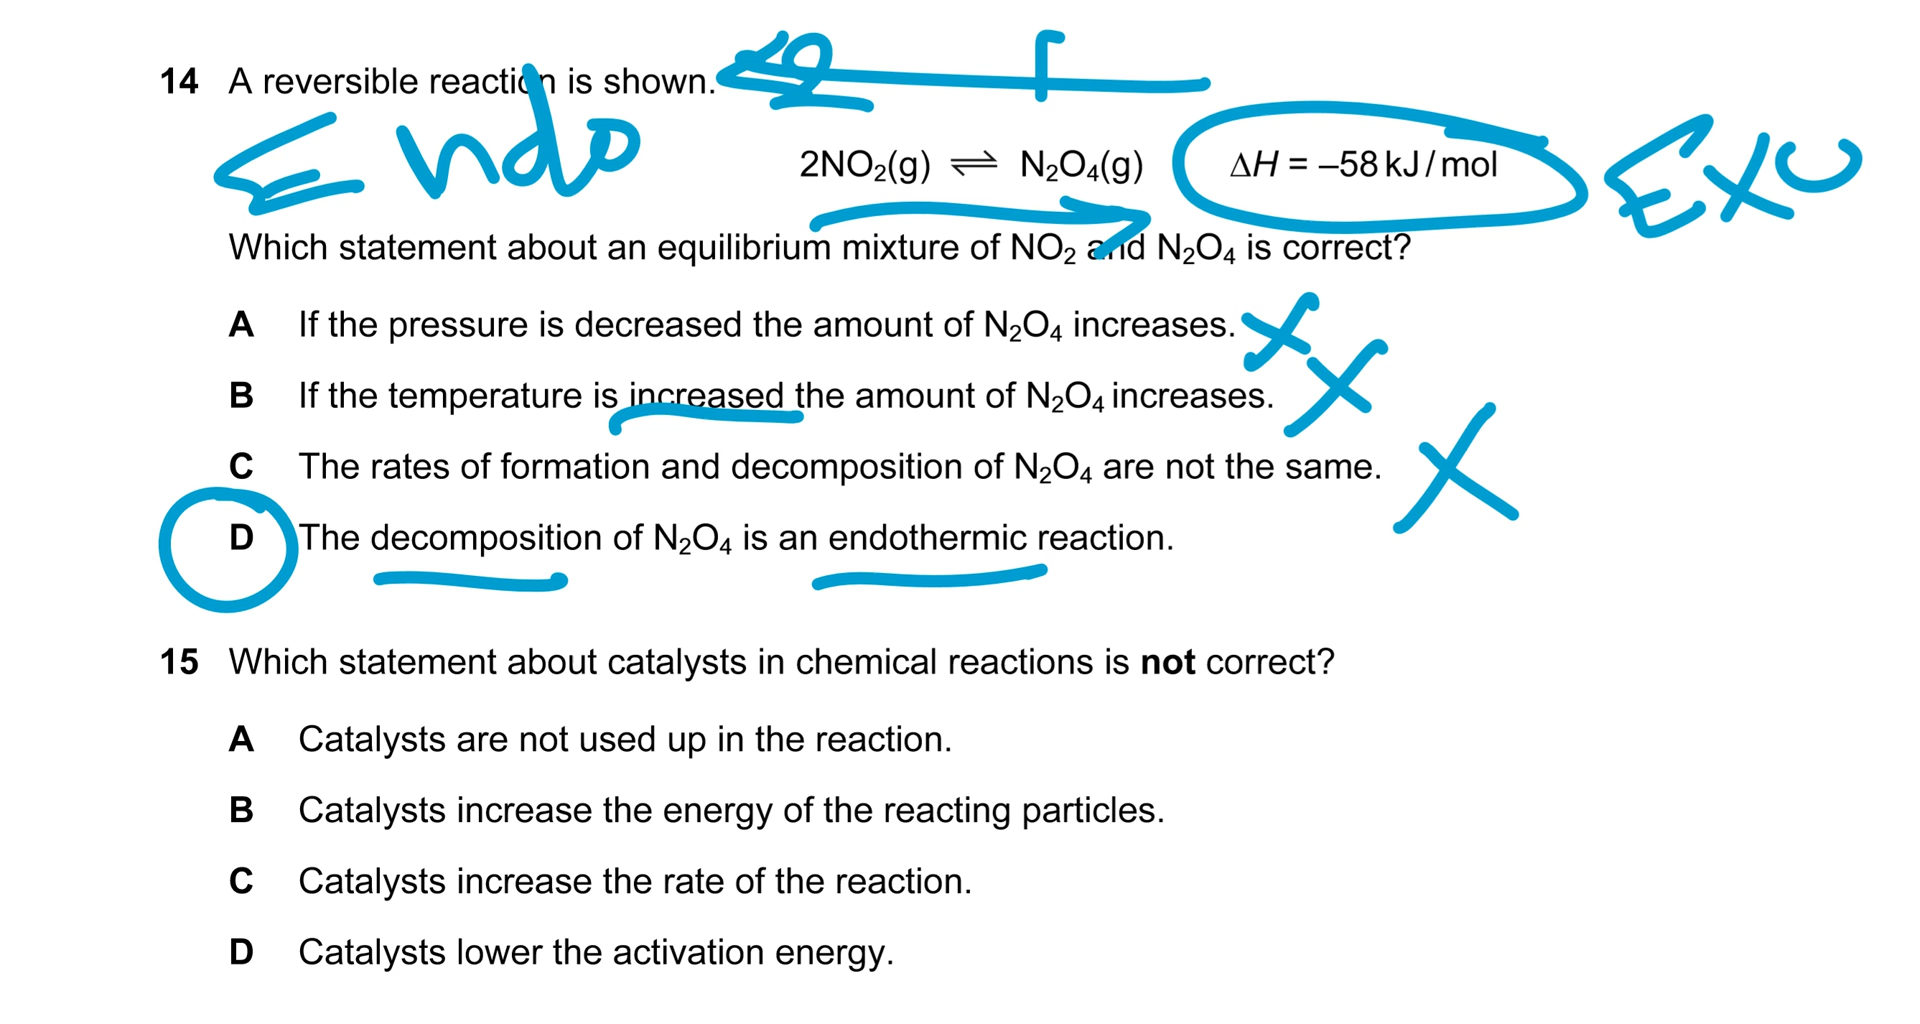 14 A reversible reaction is shown.
Endo
2NO₂(g) ⇌ N₂O₄(g) ΔH = –58 kJ/mol
Exo
Which statement about an equilibrium mixture of NO₂ and N₂O₄ is correct?
A If the pressure is decreased the amount of N₂O₄ increases.
B If the temperature is increased the amount of N₂O₄ increases.
C The rates of formation and decomposition of N₂O₄ are not the same.
D The decomposition of N₂O₄ is an endothermic reaction.
15 Which statement about catalysts in chemical reactions is not correct?
A Catalysts are not used up in the reaction.
B Catalysts increase the energy of the reacting particles.
C Catalysts increase the rate of the reaction.
D Catalysts lower the activation energy.